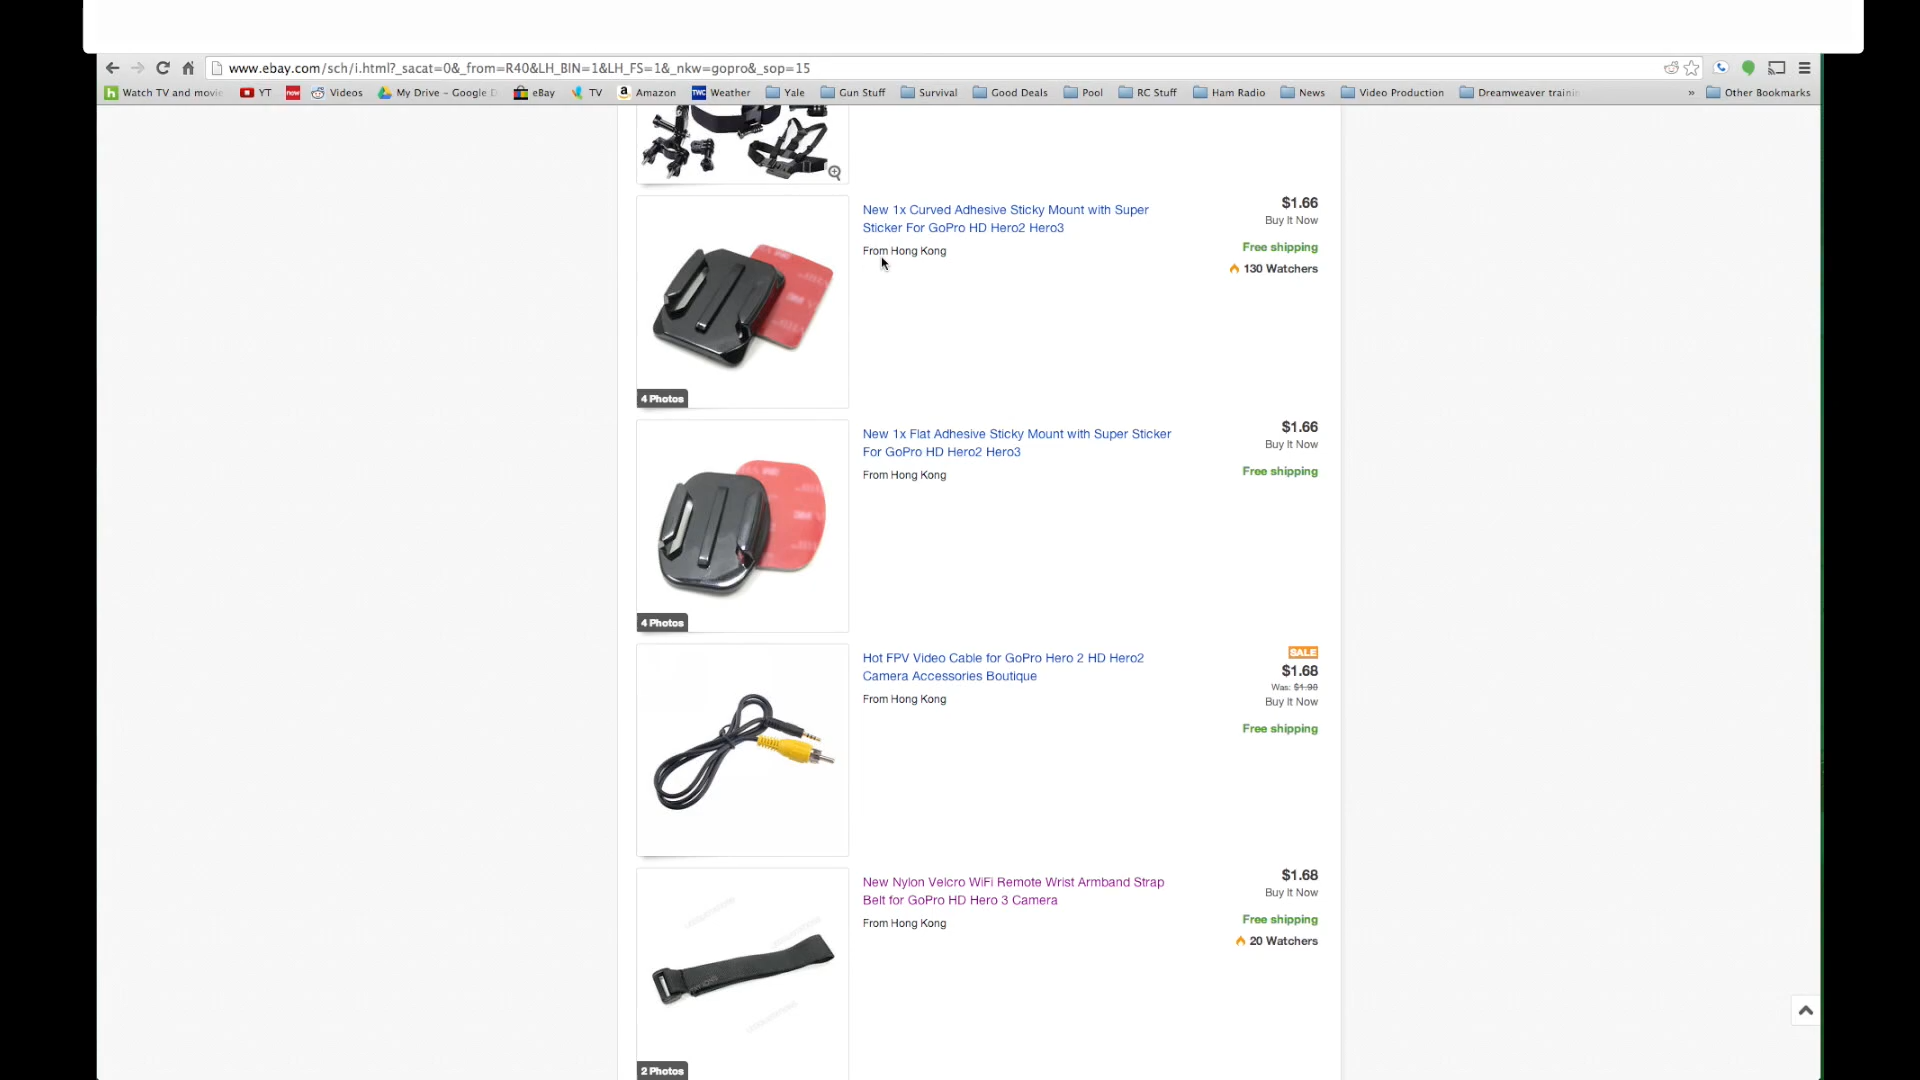 www.ebay.com/sch/i.html?_sacat=0&_from=R40&LH_BIN=1&LH_FS=1&_nkw=gopro&_sop=15
Watch TV and movie YT now Videos My Drive - Google D eBay TV Amazon TWC Weather Yale Gun Stuff Survival Good Deals Pool RC Stuff Ham Radio News Video Production Dreamweaver trainin » Other Bookmarks
New 1x Curved Adhesive Sticky Mount with Super
Sticker For GoPro HD Hero2 Hero3
From Hong Kong
$1.66
Buy It Now
Free shipping
130 Watchers
4 Photos
New 1x Flat Adhesive Sticky Mount with Super Sticker
For GoPro HD Hero2 Hero3
From Hong Kong
$1.66
Buy It Now
Free shipping
4 Photos
Hot FPV Video Cable for GoPro Hero 2 HD Hero2
Camera Accessories Boutique
From Hong Kong
SALE
$1.68
Was: $1.98
Buy It Now
Free shipping
New Nylon Velcro WiFi Remote Wrist Armband Strap
Belt for GoPro HD Hero 3 Camera
From Hong Kong
$1.68
Buy It Now
Free shipping
20 Watchers
2 Photos